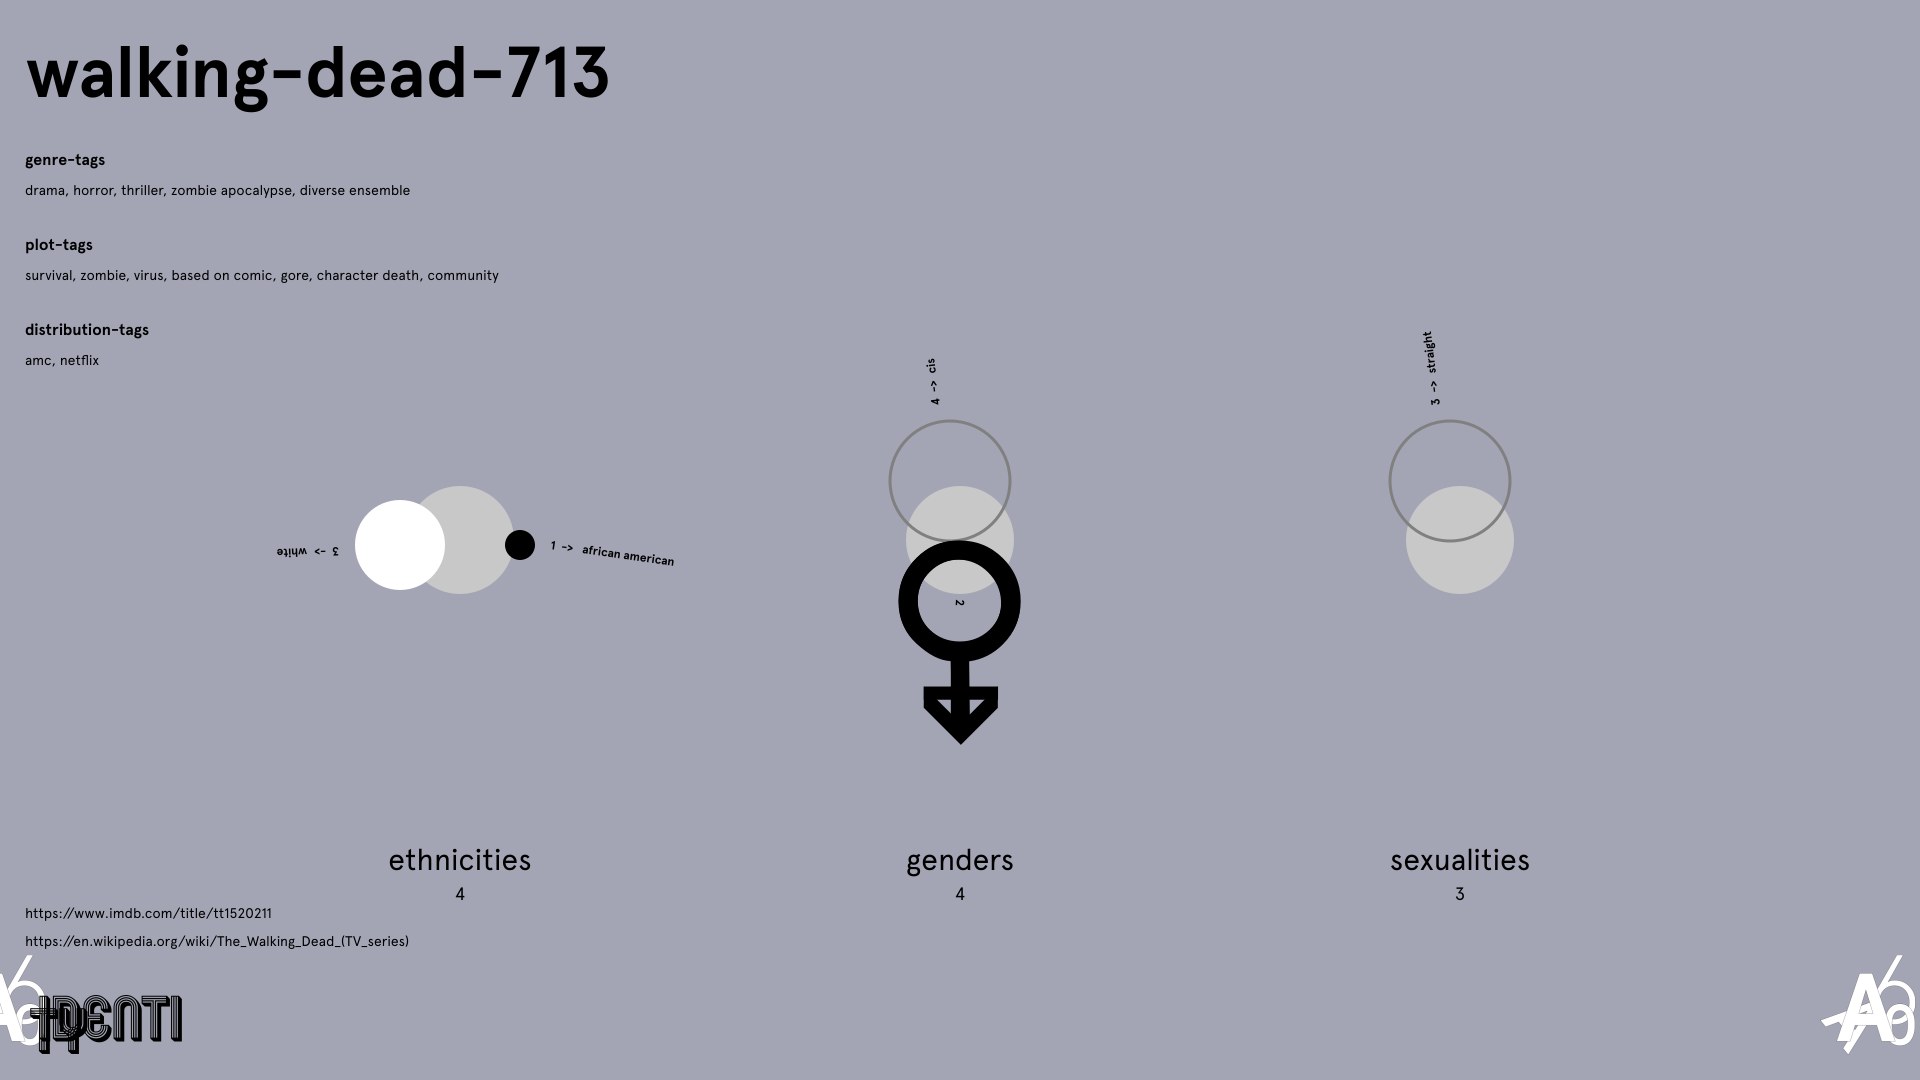 walking-dead-713
genre-tags
drama, horror, thriller, zombie apocalypse, diverse ensemble
plot-tags
survival, zombie, virus, based on comic, gore, character death, community
distribution-tags
amc, netflix
4 -> cis
3 -> straight
3 -> white
1 -> african american
2
ethnicities
4
genders
4
sexualities
3
https://www.imdb.com/title/tt1520211
https://en.wikipedia.org/wiki/The_Walking_Dead_(TV_series)
IDENTI